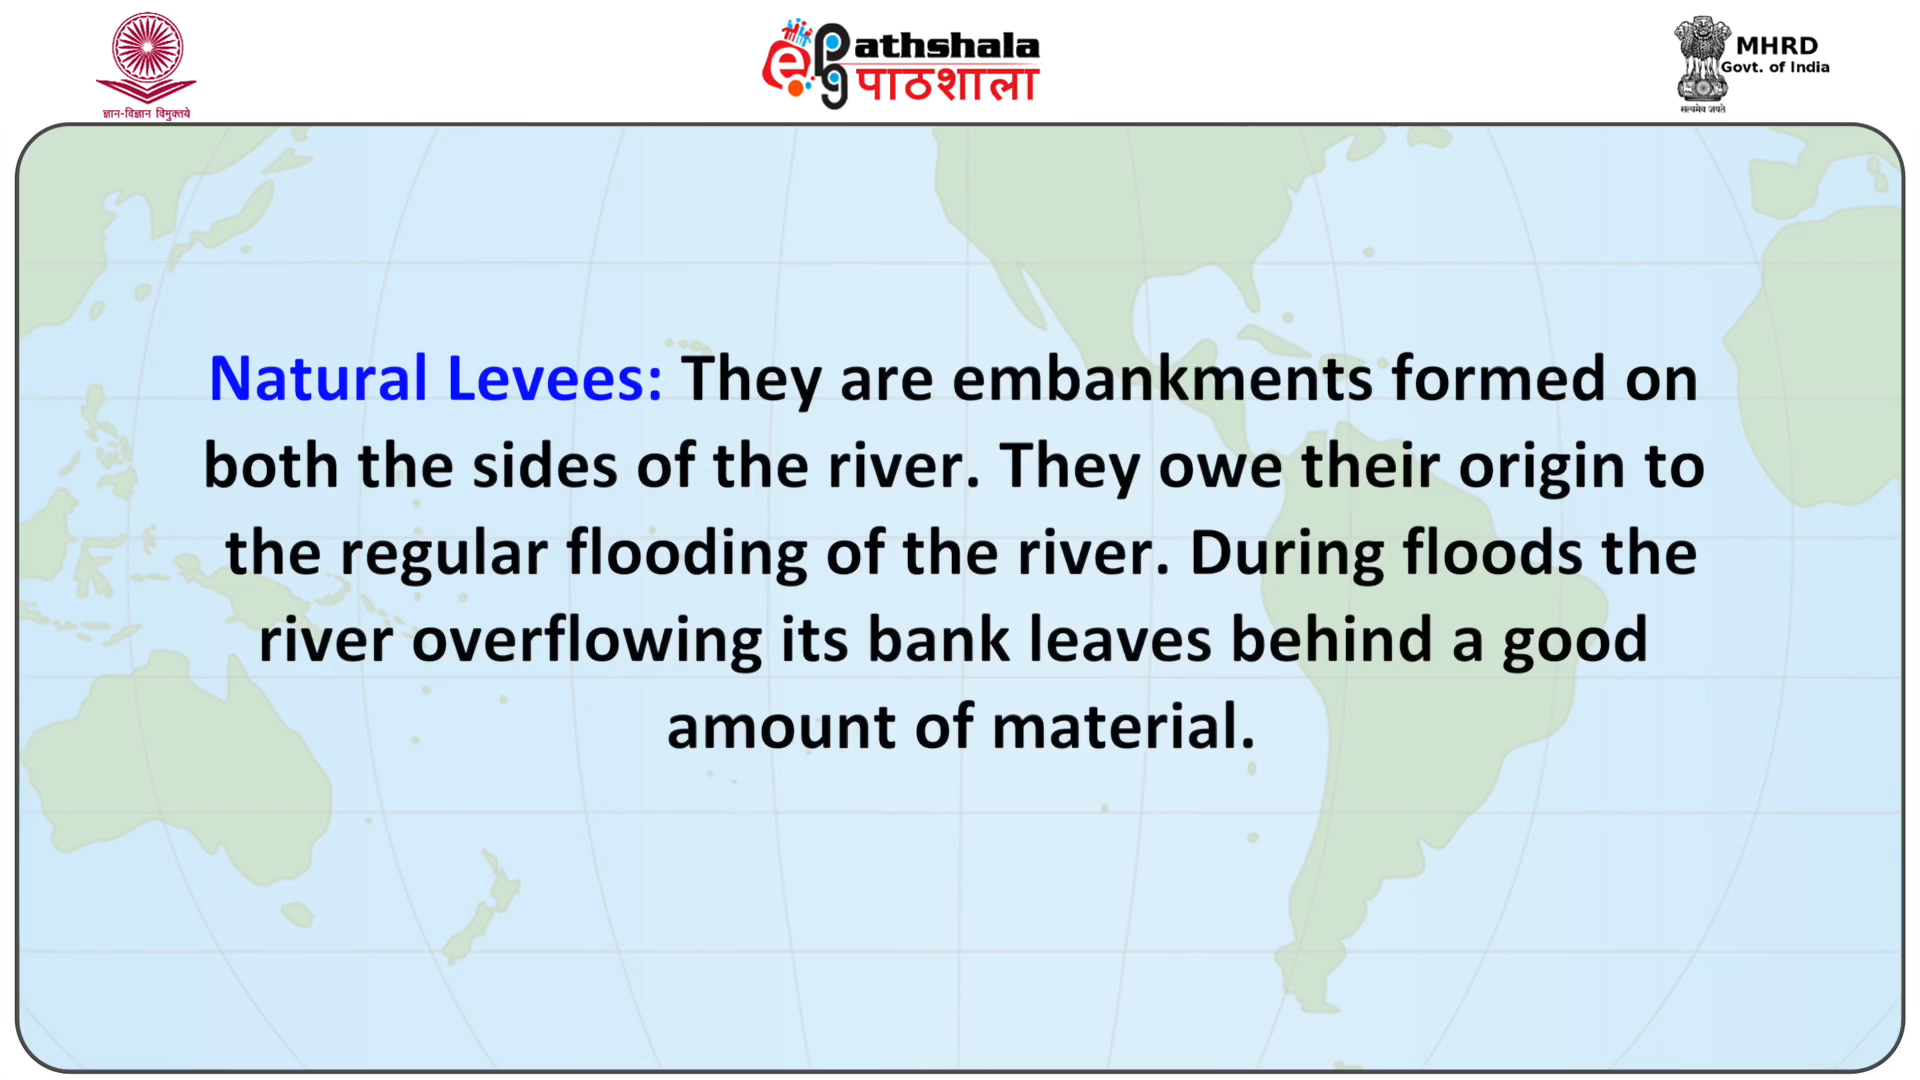 ज्ञान-विज्ञान विमुक्तये
e pg Pathshala
पाठशाला
MHRD
Govt. of India
सत्यमेव जयते
Natural Levees: They are embankments formed on
both the sides of the river. They owe their origin to
the regular flooding of the river. During floods the
river overflowing its bank leaves behind a good
amount of material.